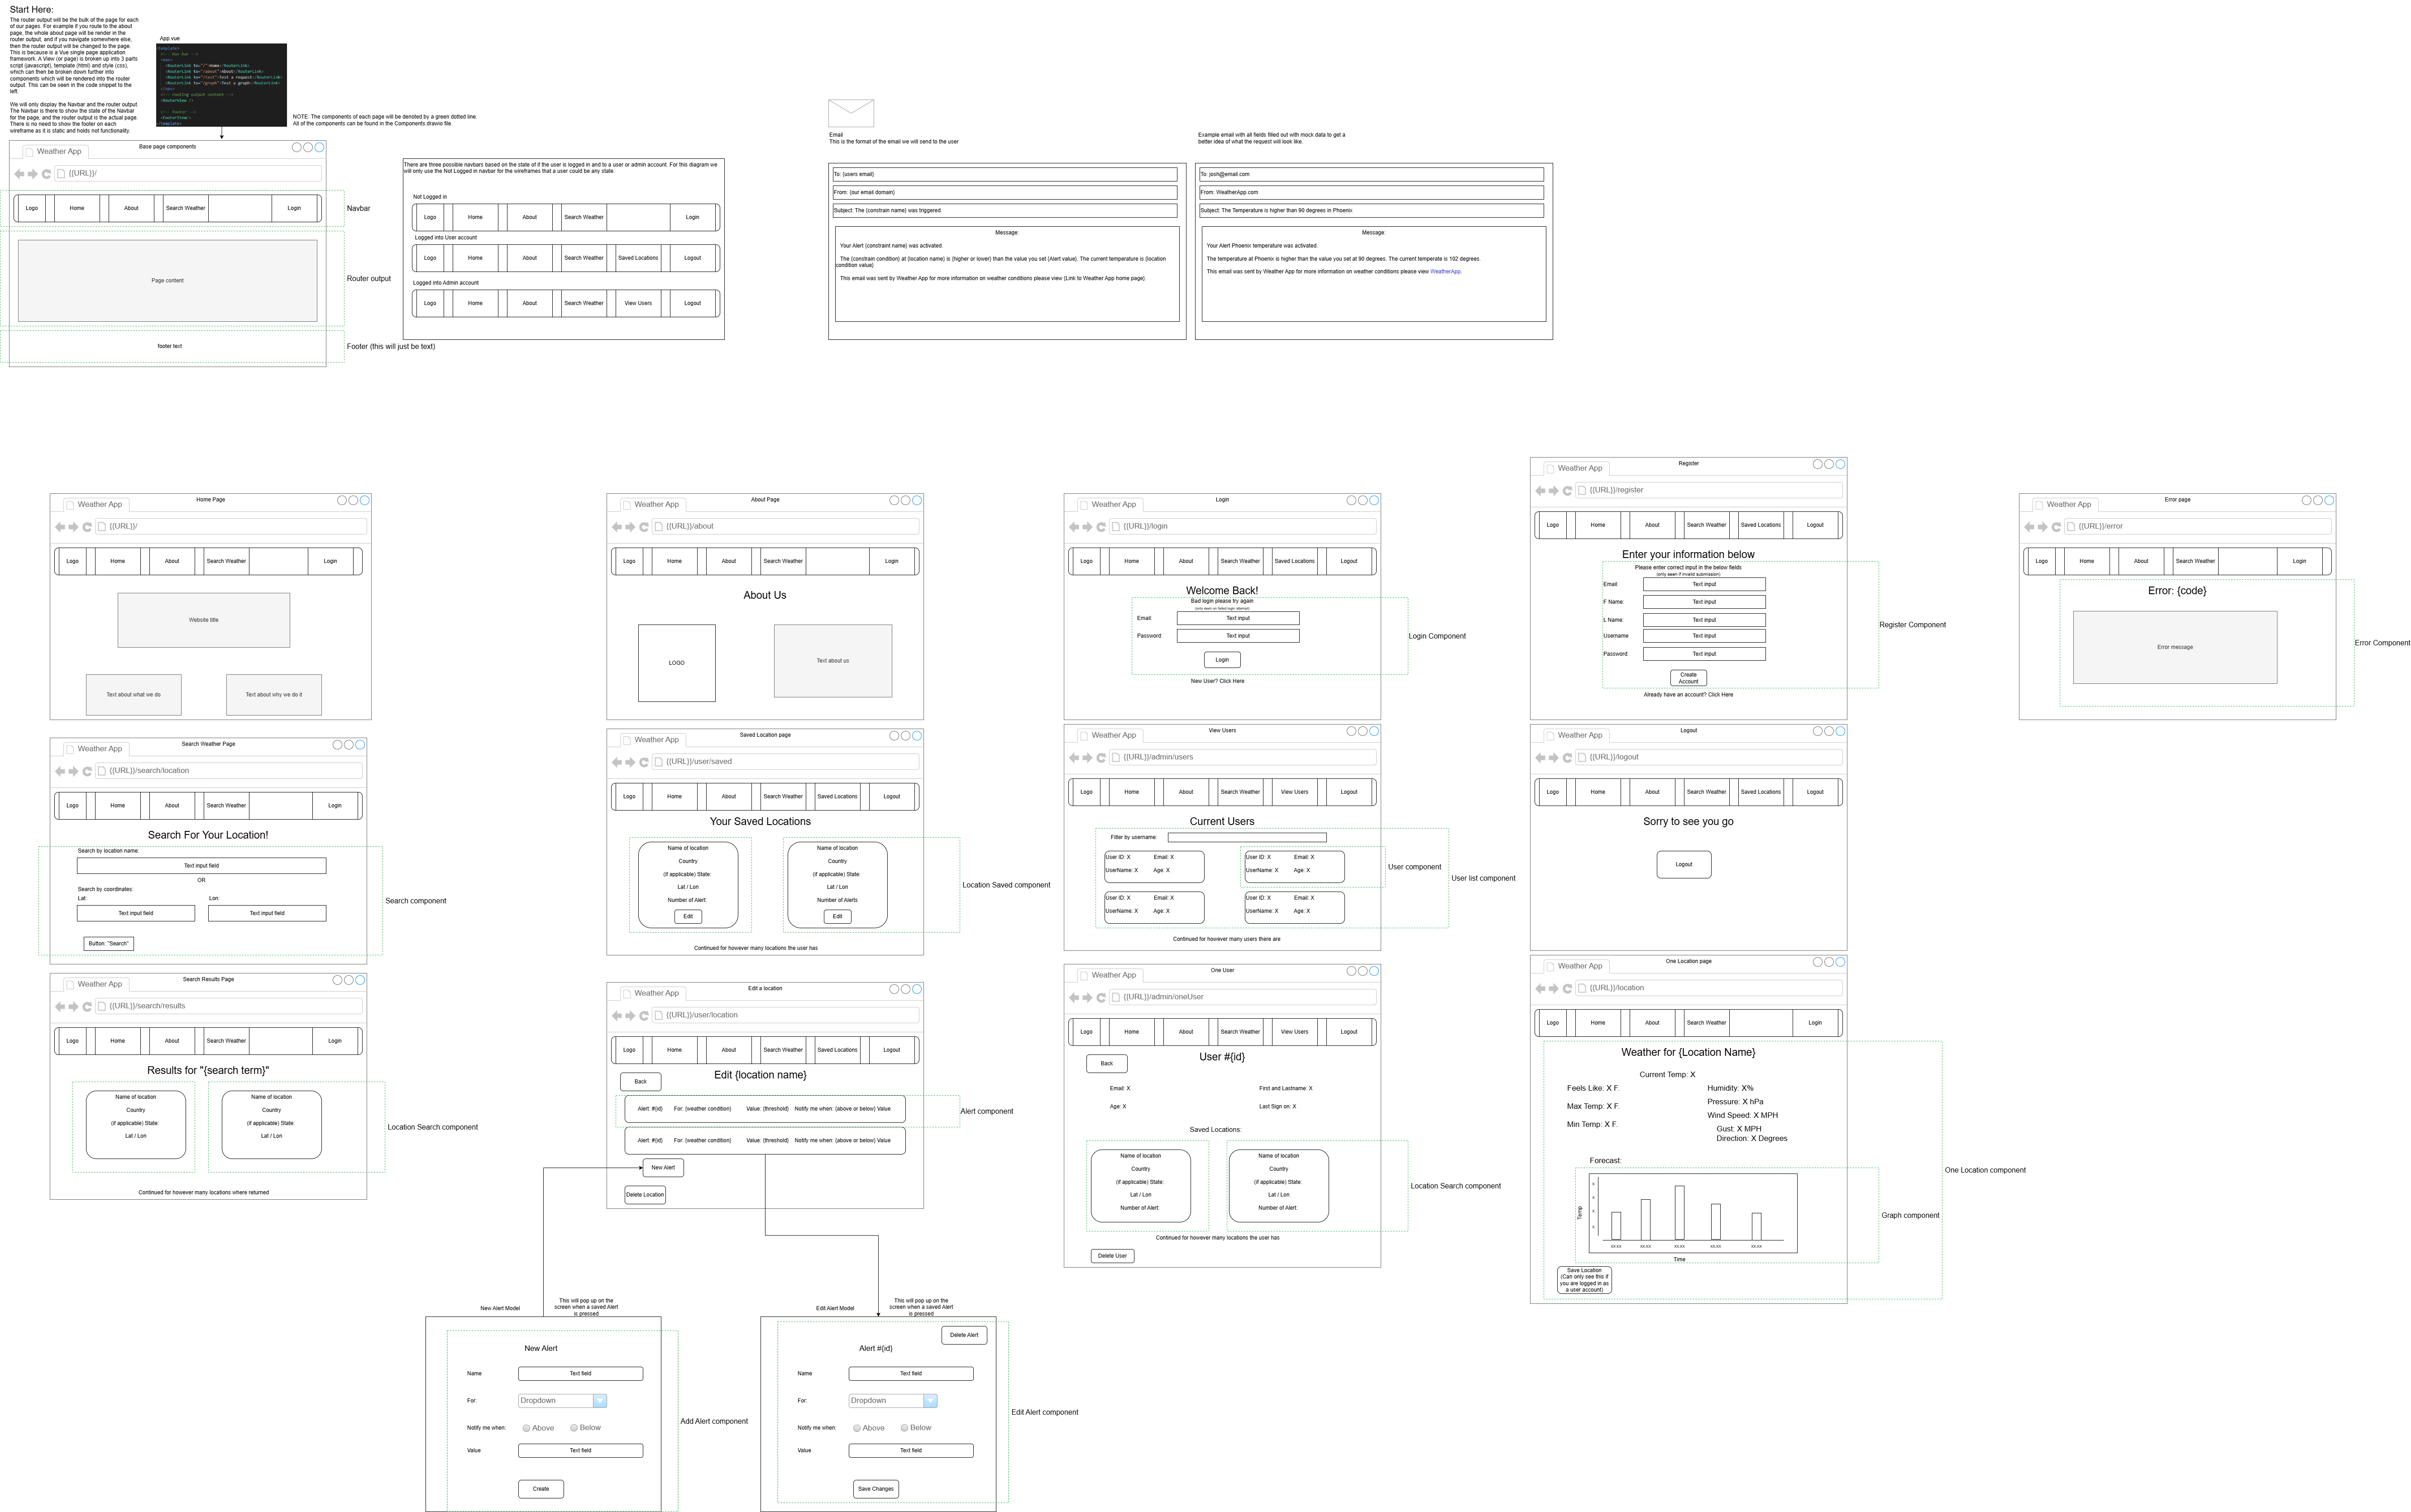 Start Here:
The router output will be the bulk of the page for each
of our pages. For example if you route to the about
page, the whole about page will be render in the
router output, and if you navigate somewhere else,
then the router output will be changed to the page.
This is because is a Vue single page application
framework. A View (or page) is broken up into 3 parts
script (javascript), template (html) and style (css),
which can then be broken down further into
components which will be rendered into the router
output. This can be seen in the code snippet to the
left.
We will only display the Navbar and the router output.
The Navbar is there to show the state of the Navbar
for the page, and the router output is the actual page.
There is no need to show the footer on each
wireframe as it is static and holds not functionality.
App.vue
<template>
<!-- Nav bar -->
<nav>
<RouterLink to="/">Home</RouterLink>
<RouterLink to="/about">About</RouterLink>
<RouterLink to="/test">Test a request</RouterLink>
<RouterLink to="/graph">Test a graph</RouterLink>
</nav>
<!-- routing output content -->
<RouterView />
<!-- Footer -->
<FooterItem/>
</template>
NOTE: The components of each page will be denoted by a green dotted line.
All of the components can be found in the Components.drawio file.
Base page components
Weather App
{{URL}}/
Logo Home About Search Weather Login
Navbar
Page content
Router output
footer text
Footer (this will just be text)
There are three possible navbars based on the state of if the user is logged in and to a user or admin account. For this diagram we
will only use the Not Logged in navbar for the wireframes that a user could be any state.
Not Logged in
Logo Home About Search Weather Login
Logged into User account
Logo Home About Search Weather Saved Locations Logout
Logged into Admin account
Logo Home About Search Weather View Users Logout
Email
This is the format of the email we will send to the user
To: {users email}
From: {our email domain}
Subject: The {constrain name} was triggered.
Message:
Your Alert {constraint name} was activated.
The {constrain condition} at {location name} is {higher or lower} than the value you set {Alert value}. The current temperature is {location
condition value}
This email was sent by Weather App for more information on weather conditions please view {Link to Weather App home page}.
Example email with all fields filled out with mock data to get a
better idea of what the request will look like.
To: josh@email.com
From: WeatherApp.com
Subject: The Temperature is higher than 90 degrees in Phoenix
Message:
Your Alert Phoenix temperature was activated.
The temperature at Phoenix is higher than the value you set at 90 degrees. The current temperate is 102 degrees.
This email was sent by Weather App for more information on weather conditions please view WeatherApp.
Home Page
Weather App
{{URL}}/
Logo Home About Search Weather Login
Website title
Text about what we do
Text about why we do it
About Page
Weather App
{{URL}}/about
Logo Home About Search Weather Login
About Us
LOGO
Text about us
Login
Weather App
{{URL}}/login
Logo Home About Search Weather Saved Locations Logout
Welcome Back!
Bad login please try again
(only seen on failed login attempt)
Email: Text input
Password: Text input
Login
New User? Click Here
Login Component
Register
Weather App
{{URL}}/register
Logo Home About Search Weather Saved Locations Logout
Enter your information below
Please enter correct input in the below fields
(only seen if invalid submission)
Email: Text input
F Name: Text input
L Name: Text input
Username Text input
Password: Text input
Create
Account
Already have an account? Click Here
Register Component
Error page
Weather App
{{URL}}/error
Logo Home About Search Weather Login
Error: {code}
Error message
Error Component
Search Weather Page
Weather App
{{URL}}/search/location
Logo Home About Search Weather Login
Search For Your Location!
Search by location name:
Text input field
OR
Search by coordinates:
Lat: Lon:
Text input field Text input field
Button: "Search"
Search component
Saved Location page
Weather App
{{URL}}/user/saved
Logo Home About Search Weather Saved Locations Logout
Your Saved Locations
Name of location Name of location
Country Country
(if applicable) State: (if applicable) State:
Lat / Lon Lat / Lon
Number of Alert: Number of Alerts
Edit Edit
Location Saved component
Continued for however many locations the user has
View Users
Weather App
{{URL}}/admin/users
Logo Home About Search Weather View Users Logout
Current Users
Filter by username:
User ID: X Email: X User ID: X Email: X
UserName: X Age: X UserName: X Age: X
User component
User list component
User ID: X Email: X User ID: X Email: X
UserName: X Age: X UserName: X Age: X
Continued for however many users there are
Logout
Weather App
{{URL}}/logout
Logo Home About Search Weather Saved Locations Logout
Sorry to see you go
Logout
Search Results Page
Weather App
{{URL}}/search/results
Logo Home About Search Weather Login
Results for "{search term}"
Name of location Name of location
Country Country
(if applicable) State: (if applicable) State:
Lat / Lon Lat / Lon
Location Search component
Continued for however many locations where returned
Edit a location
Weather App
{{URL}}/user/location
Logo Home About Search Weather Saved Locations Logout
Back
Edit {location name}
Alert: #{id} For: {weather condition} Value: {threshold} Notify me when: {above or below} Value
Alert component
Alert: #{id} For: {weather condition} Value: {threshold} Notify me when: {above or below} Value
New Alert
Delete Location
One User
Weather App
{{URL}}/admin/oneUser
Logo Home About Search Weather View Users Logout
Back
User #{id}
Email: X First and Lastname: X
Age: X Last Sign on: X
Saved Locations:
Name of location Name of location
Country Country
(if applicable) State: (if applicable) State:
Lat / Lon Lat / Lon
Number of Alert: Number of Alert:
Location Search component
Continued for however many locations the user has
Delete User
One Location page
Weather App
{{URL}}/location
Logo Home About Search Weather Login
Weather for {Location Name}
Current Temp: X
Feels Like: X F. Humidity: X%
Max Temp: X F. Pressure: X hPa
Min Temp: X F. Wind Speed: X MPH
Gust: X MPH
Direction: X Degrees
One Location component
Forecast:
Temp
X
X
X
X
XX:XX XX:XX XX:XX XX:XX XX:XX
Time
Graph component
Save Location
(Can only see this if
you are logged in as
a user account)
New Alert Model
This will pop up on the
screen when a saved Alert
is pressed
New Alert
Name Text field
For: Dropdown
Notify me when: Above Below
Value Text field
Create
Add Alert component
Edit Alert Model
This will pop up on the
screen when a saved Alert
is pressed
Delete Alert
Alert #{id}
Name Text field
For: Dropdown
Notify me when: Above Below
Value Text field
Save Changes
Edit Alert component